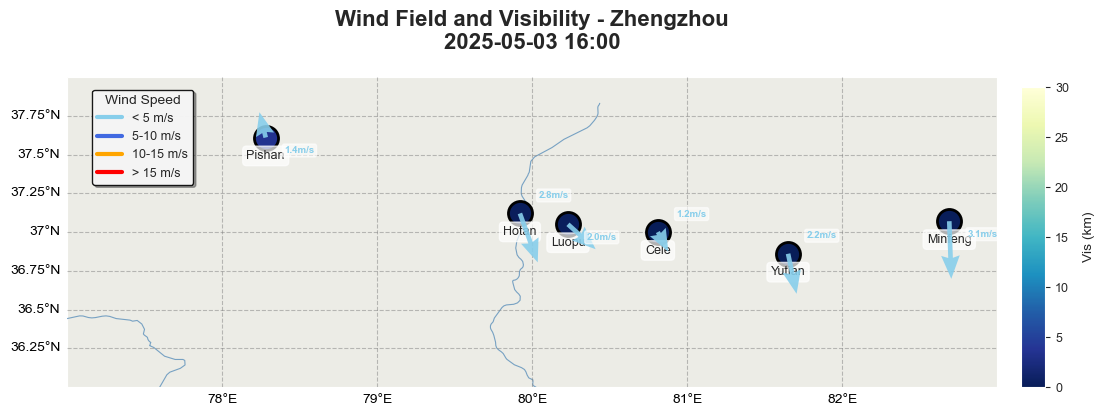 Wind Field and Visibility - Zhengzhou
2025-05-03 16:00
Wind Speed
< 5 m/s
5-10 m/s
10-15 m/s
> 15 m/s
37.75°N
37.5°N
37.25°N
37°N
36.75°N
36.5°N
36.25°N
78°E
79°E
80°E
81°E
82°E
Pishan
1.4m/s
Hotan
2.8m/s
Luopu
2.0m/s
Cele
1.2m/s
Yutian
2.2m/s
Minfeng
3.1m/s
30
25
20
15
10
5
0
Vis (km)